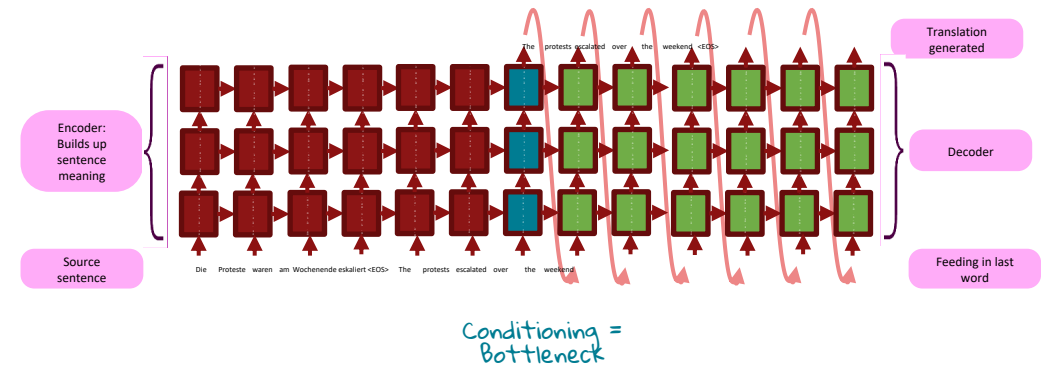 Translation
generated
The protests escalated over the weekend <EOS>
Encoder:
Builds up
sentence
meaning
Decoder
Source
sentence
Die Proteste waren am Wochenende eskaliert <EOS> The protests escalated over the weekend
Feeding in last
word
Conditioning =
Bottleneck